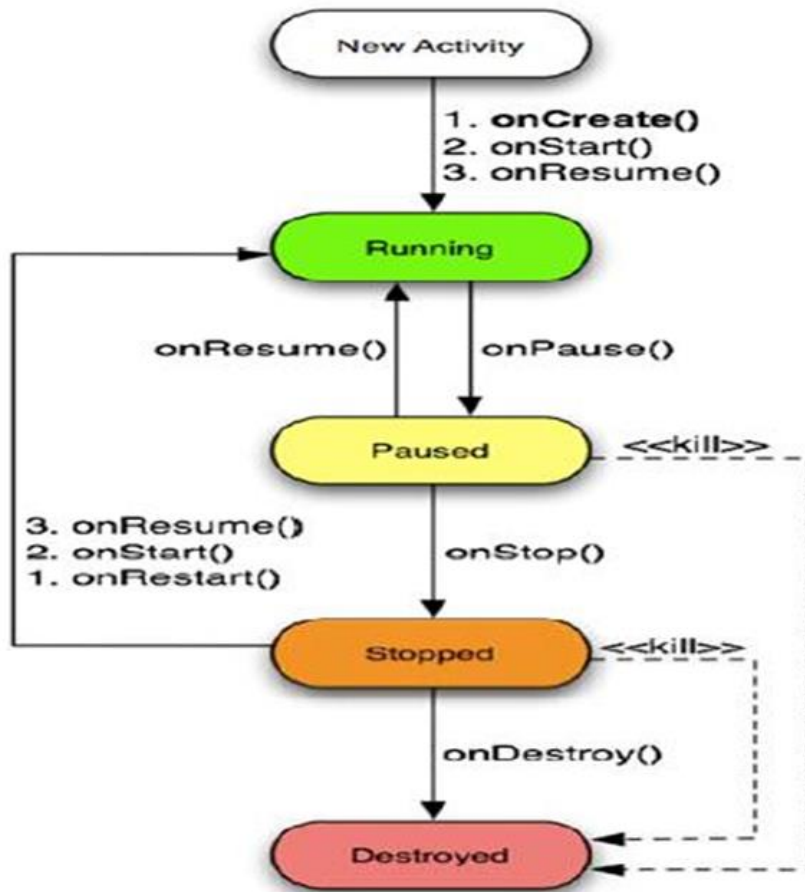 New Activity
1. onCreate()
2. onStart()
3. onResume()
Running
onResume()
onPause()
Paused
<<kill>>
3. onResume()
2. onStart()
1. onRestart()
onStop()
Stopped
<<kill>>
onDestroy()
Destroyed